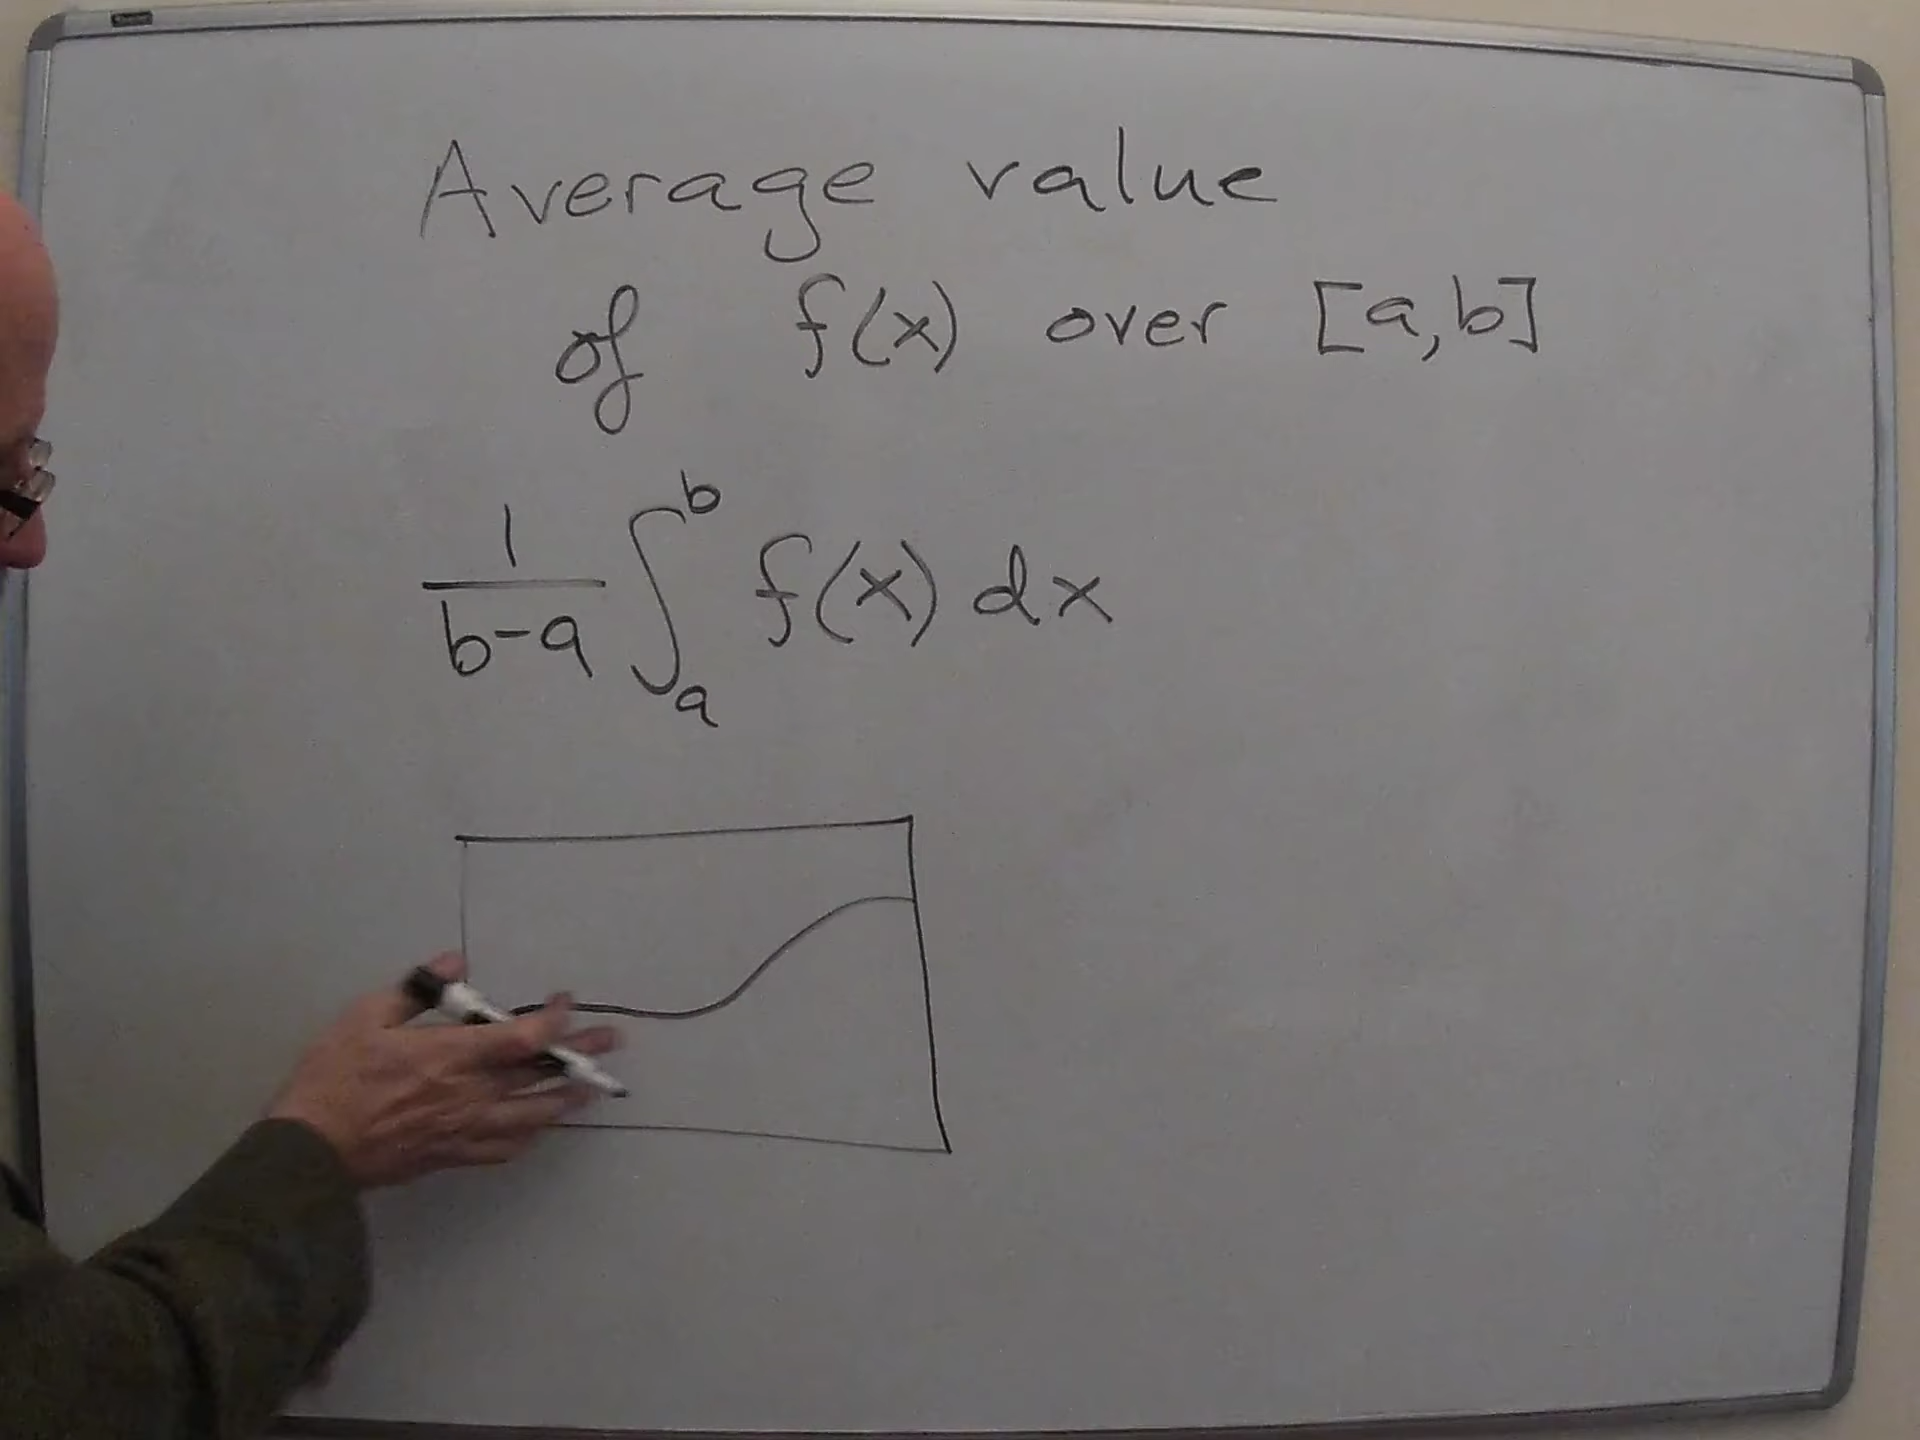 Average value
of f(x) over [a,b]
1/(b-a) ∫_a^b f(x) dx